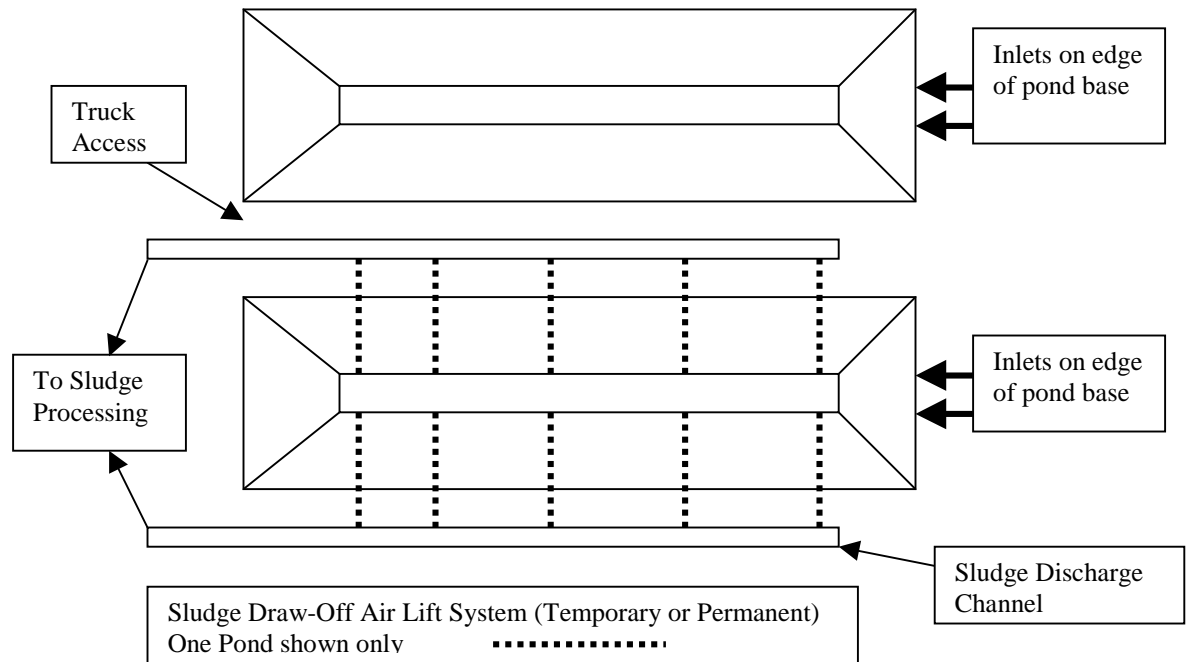 Inlets on edge
of pond base
Truck
Access
To Sludge
Processing
Inlets on edge
of pond base
Sludge Discharge
Channel
Sludge Draw-Off Air Lift System (Temporary or Permanent)
One Pond shown only